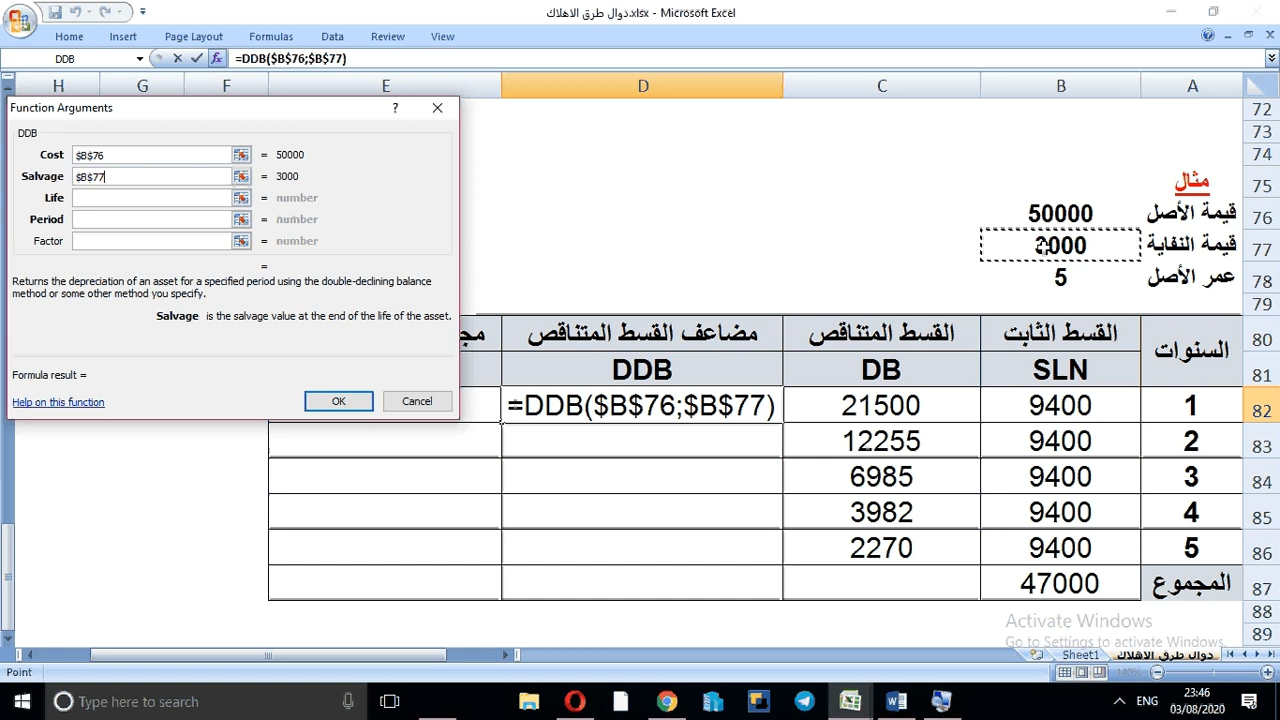 دوال طرق الاهلاك.xlsx - Microsoft Excel
Home Insert Page Layout Formulas Data Review View
DDB =DDB($B$76;$B$77)
H G F E D C B A
Function Arguments ?
DDB
Cost $B$76 = 50000
Salvage $B$77 = 3000
Life = number
Period = number
Factor = number
=
Returns the depreciation of an asset for a specified period using the double-declining balance
method or some other method you specify.
Salvage is the salvage value at the end of the life of the asset.
Formula result =
Help on this function OK Cancel
72
73
74
مثال 75
قيمة الأصل 50000 76
قيمة النفاية 3000 77
عمر الأصل 5 78
79
السنوات القسط الثابت القسط المتناقص مضاعف القسط المتناقص 80
SLN DB DDB 81
1 9400 21500 =DDB($B$76;$B$77) 82
2 9400 12255 83
3 9400 6985 84
4 9400 3982 85
5 9400 2270 86
المجموع 47000 87
88
89
Activate Windows
Go to Settings to activate Windows.
Sheet1 دوال طرق الاهلاك
Point
Type here to search
ENG
23:46
03/08/2020